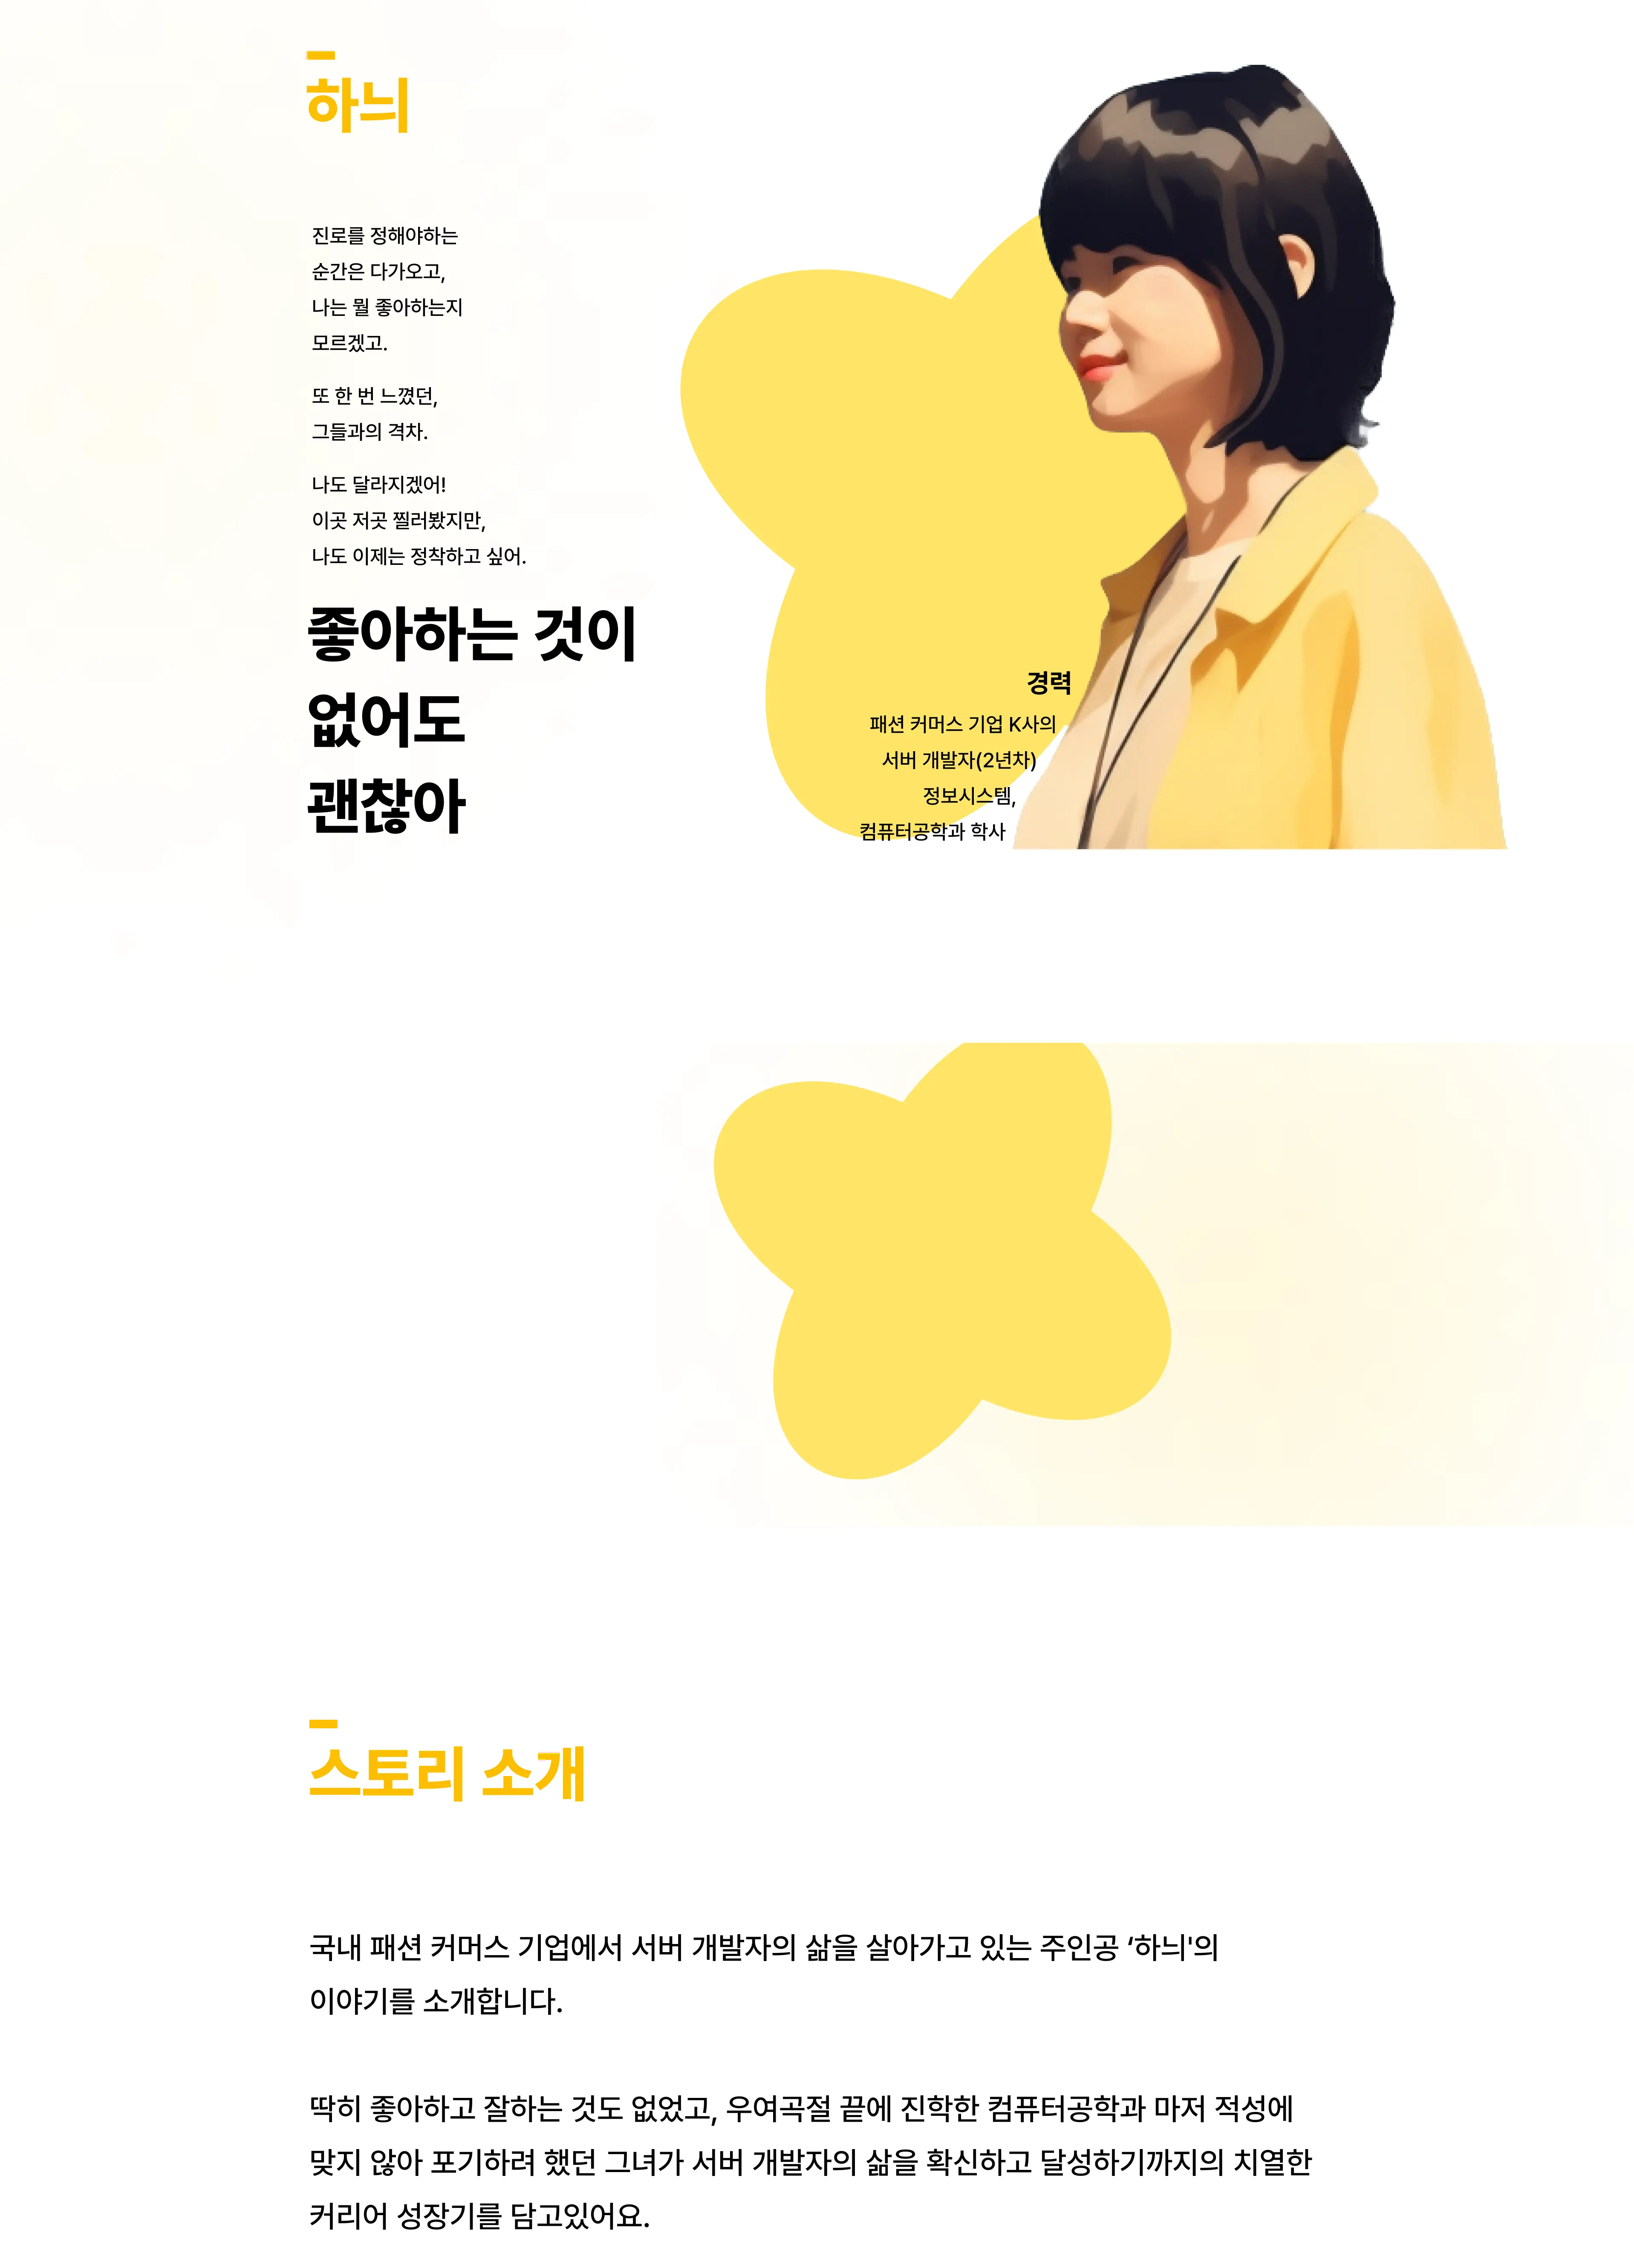 하늬
진로를 정해야하는
순간은 다가오고,
나는 뭘 좋아하는지
모르겠고.
또 한 번 느꼈던,
그들과의 격차.
나도 달라지겠어!
이곳 저곳 찔러봤지만,
나도 이제는 정착하고 싶어.
좋아하는 것이
없어도
괜찮아
경력
패션 커머스 기업 K사의
서버 개발자(2년차)
정보시스템,
컴퓨터공학과 학사
스토리 소개
국내 패션 커머스 기업에서 서버 개발자의 삶을 살아가고 있는 주인공 ‘하늬'의
이야기를 소개합니다.
딱히 좋아하고 잘하는 것도 없었고, 우여곡절 끝에 진학한 컴퓨터공학과 마저 적성에
맞지 않아 포기하려 했던 그녀가 서버 개발자의 삶을 확신하고 달성하기까지의 치열한
커리어 성장기를 담고있어요.